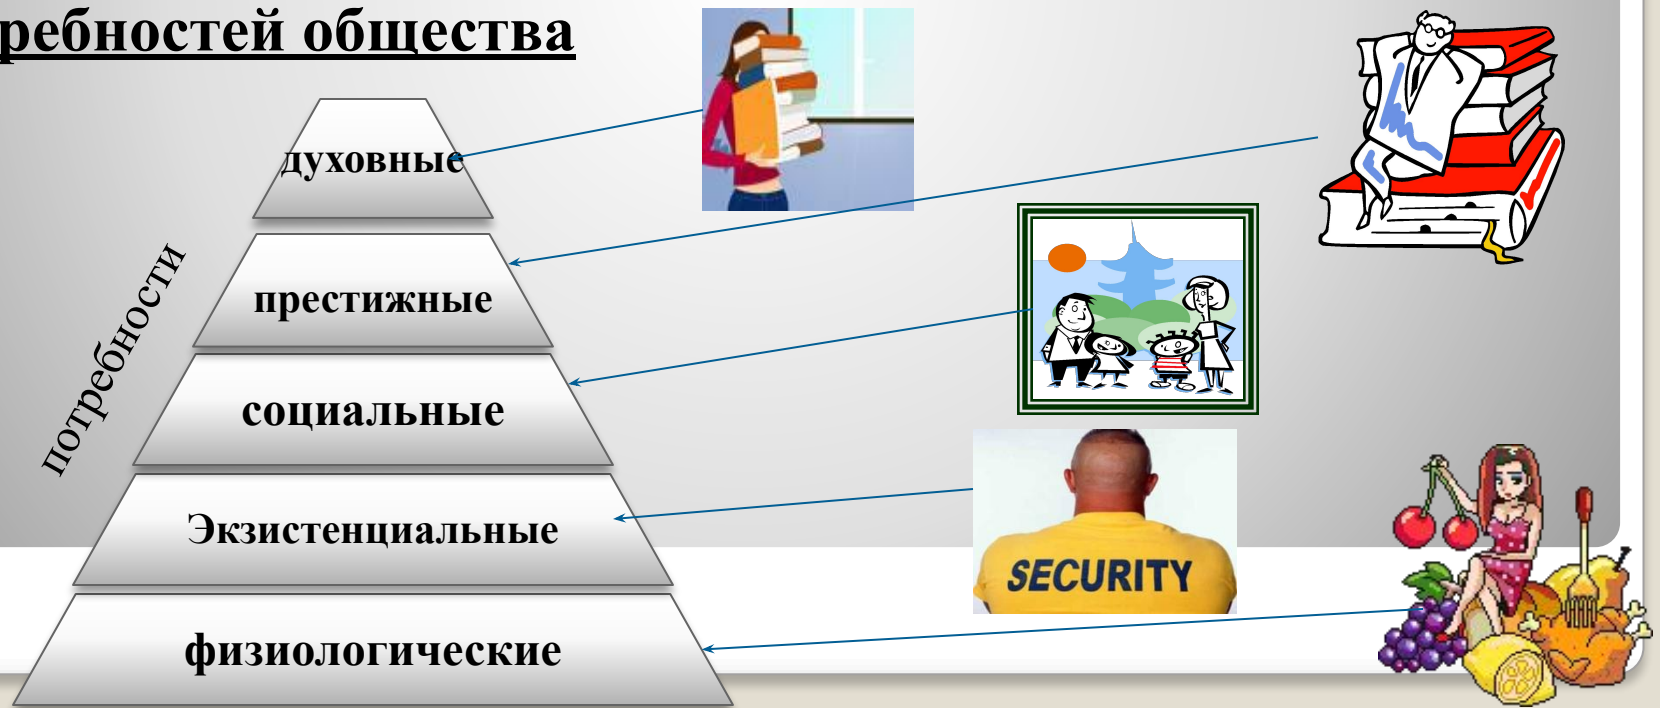 ребностей общества
духовные
престижные
потребности
социальные
Экзистенциальные
SECURITY
физиологические